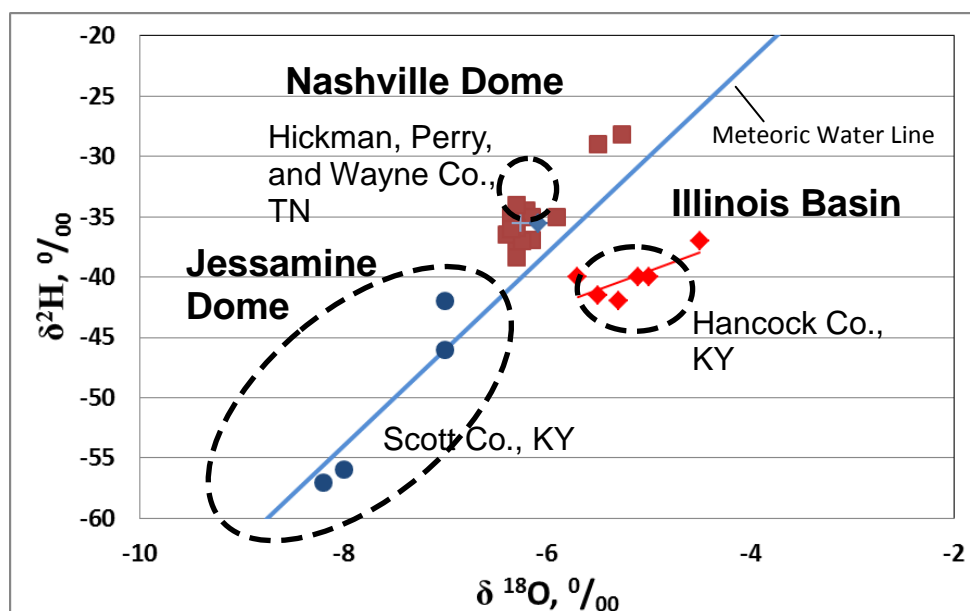 -20
-25
-30
-35
-40
-45
-50
-55
-60
δ²H, ⁰/₀₀
Nashville Dome
Hickman, Perry,
and Wayne Co.,
TN
Meteoric Water Line
Illinois Basin
Jessamine
Dome
Hancock Co.,
KY
Scott Co., KY
-10
-8
-6
-4
-2
δ ¹⁸O, ⁰/₀₀